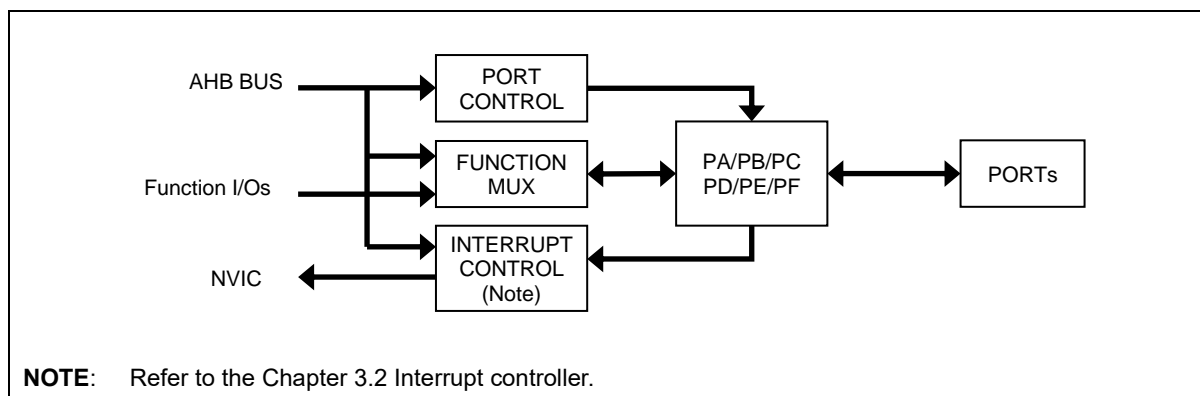 AHB BUS
PORT
CONTROL
Function I/Os
FUNCTION
MUX
NVIC
INTERRUPT
CONTROL
(Note)
PA/PB/PC
PD/PE/PF
PORTs
NOTE: Refer to the Chapter 3.2 Interrupt controller.